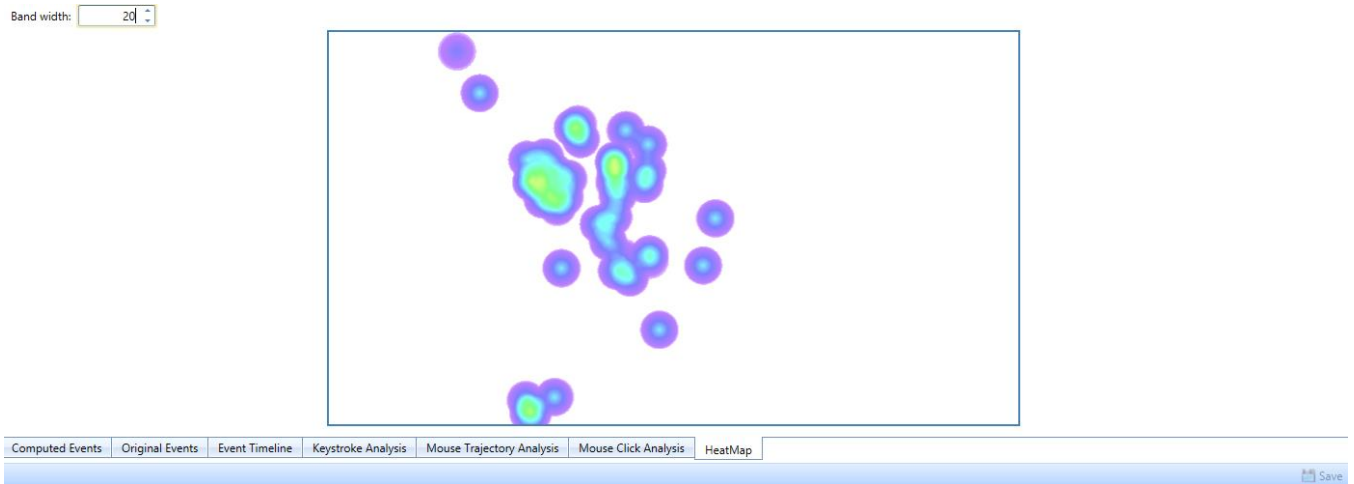 Band width: 20
Computed Events Original Events Event Timeline Keystroke Analysis Mouse Trajectory Analysis Mouse Click Analysis HeatMap
Save